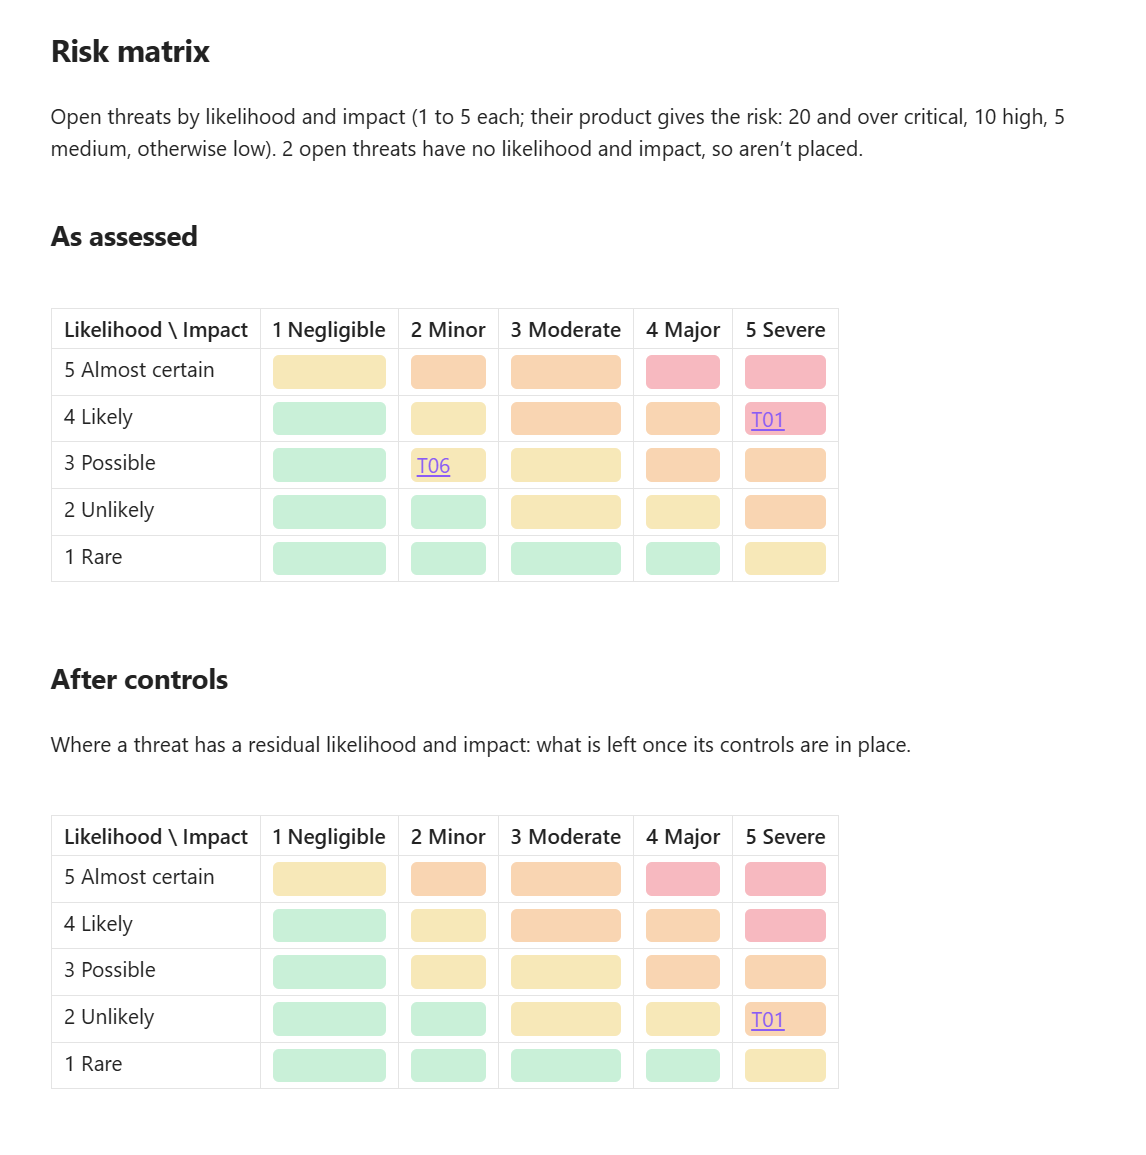 Risk matrix
Open threats by likelihood and impact (1 to 5 each; their product gives the risk: 20 and over critical, 10 high, 5
medium, otherwise low). 2 open threats have no likelihood and impact, so aren’t placed.
As assessed
Likelihood \ Impact 1 Negligible 2 Minor 3 Moderate 4 Major 5 Severe
5 Almost certain
4 Likely T01
3 Possible T06
2 Unlikely
1 Rare
After controls
Where a threat has a residual likelihood and impact: what is left once its controls are in place.
Likelihood \ Impact 1 Negligible 2 Minor 3 Moderate 4 Major 5 Severe
5 Almost certain
4 Likely
3 Possible
2 Unlikely T01
1 Rare